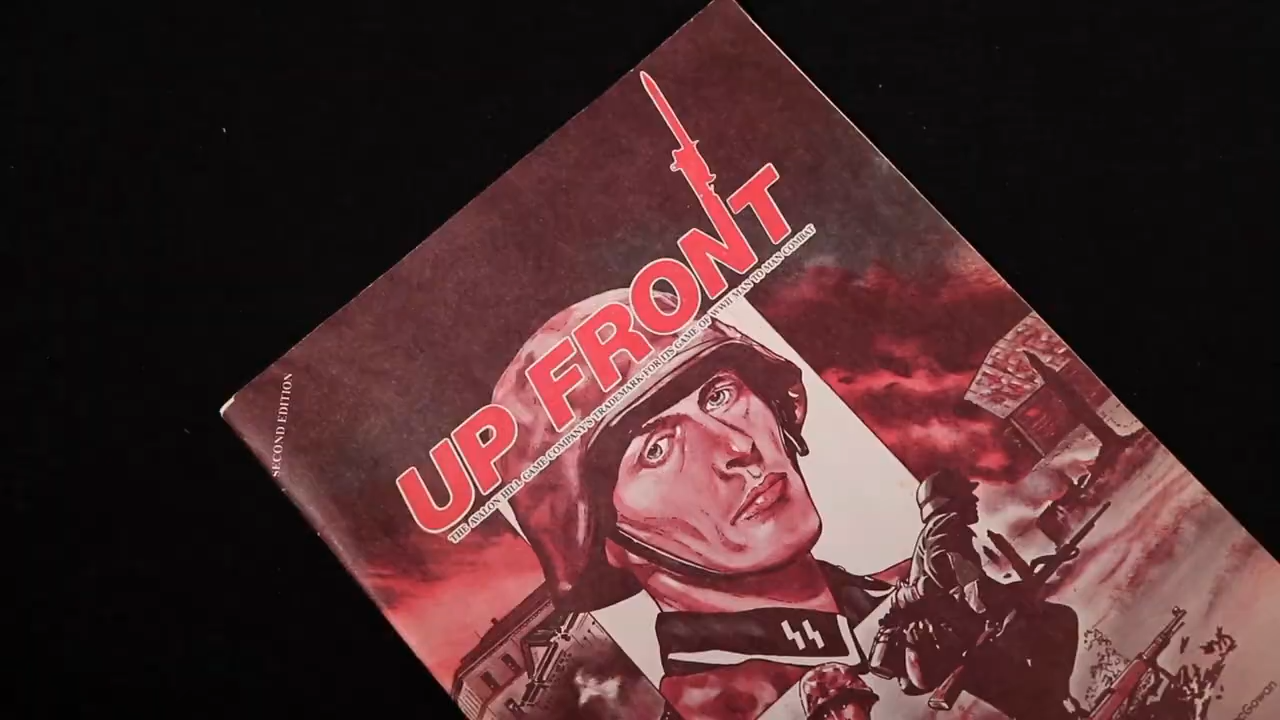 SECOND EDITION
UP FRONT
THE AVALON HILL GAME COMPANY'S TRADEMARK FOR ITS GAME OF WWII MAN TO MAN COMBAT